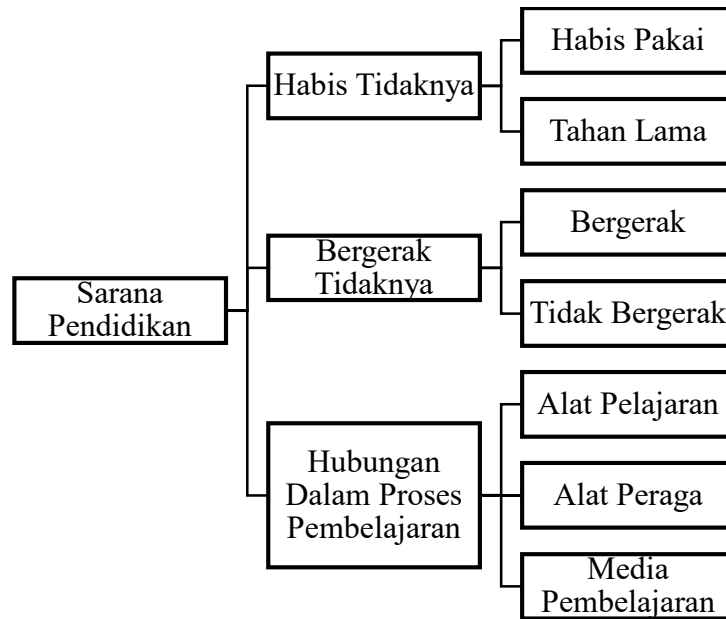 Sarana
Pendidikan
Habis Tidaknya
Habis Pakai
Tahan Lama
Bergerak
Tidaknya
Bergerak
Tidak Bergerak
Hubungan
Dalam Proses
Pembelajaran
Alat Pelajaran
Alat Peraga
Media
Pembelajaran